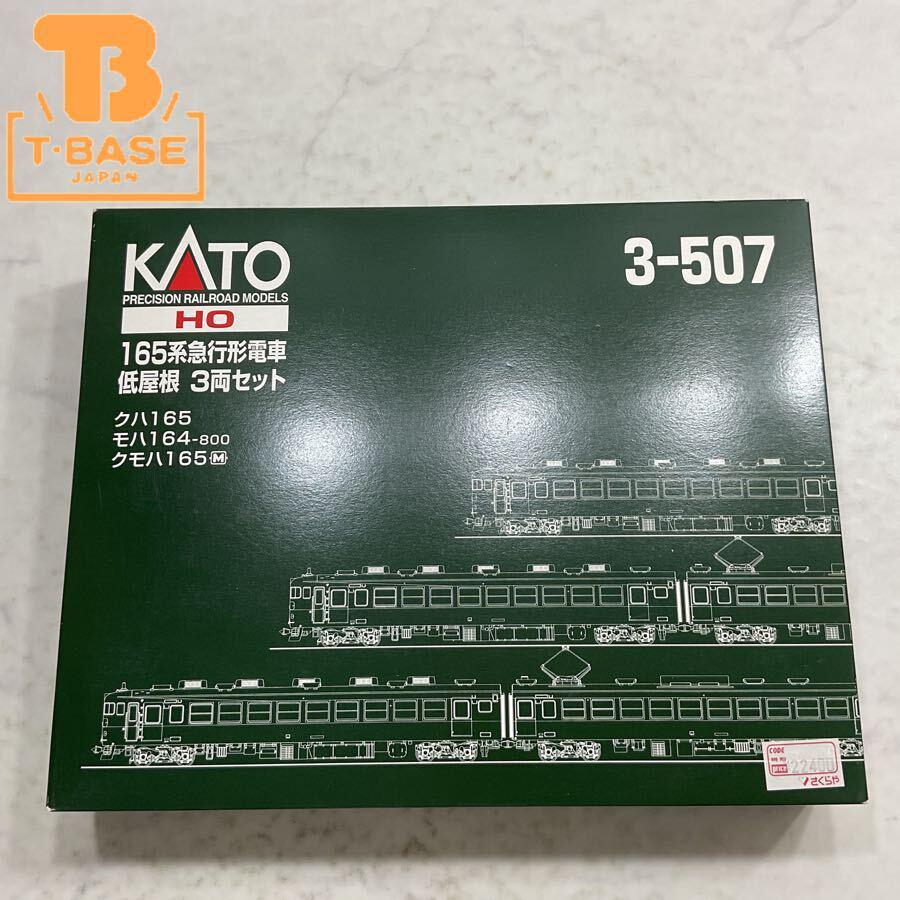 TB
T·BASE
JAPAN
KATO
PRECISION RAILROAD MODELS
HO
165系急行形電車
低屋根 3両セット
クハ165
モハ164-800
クモハ165 M
3-507
CODE
22400
さくらや